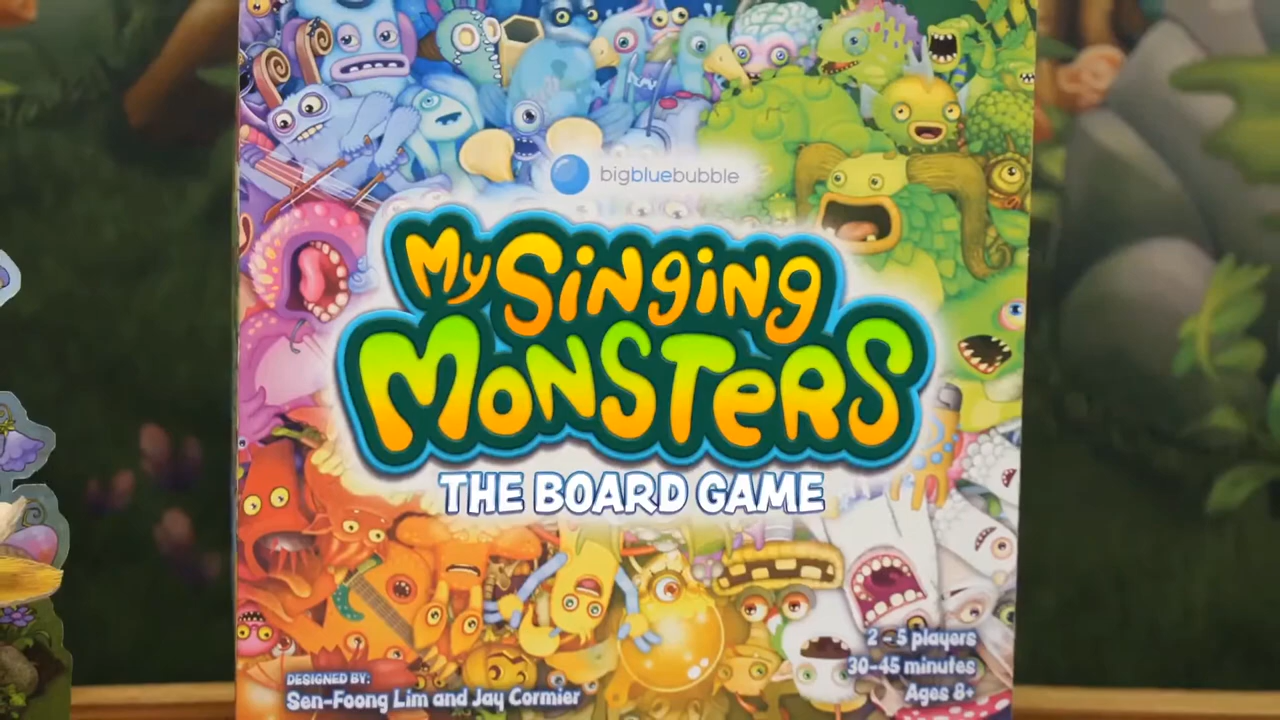 bigbluebubble
My Singing
MONSTeRS
THE BOARD GAME
2 - 5 players
30-45 minutes
Ages 8+
DESIGNED BY:
Sen-Foong Lim and Jay Cormier